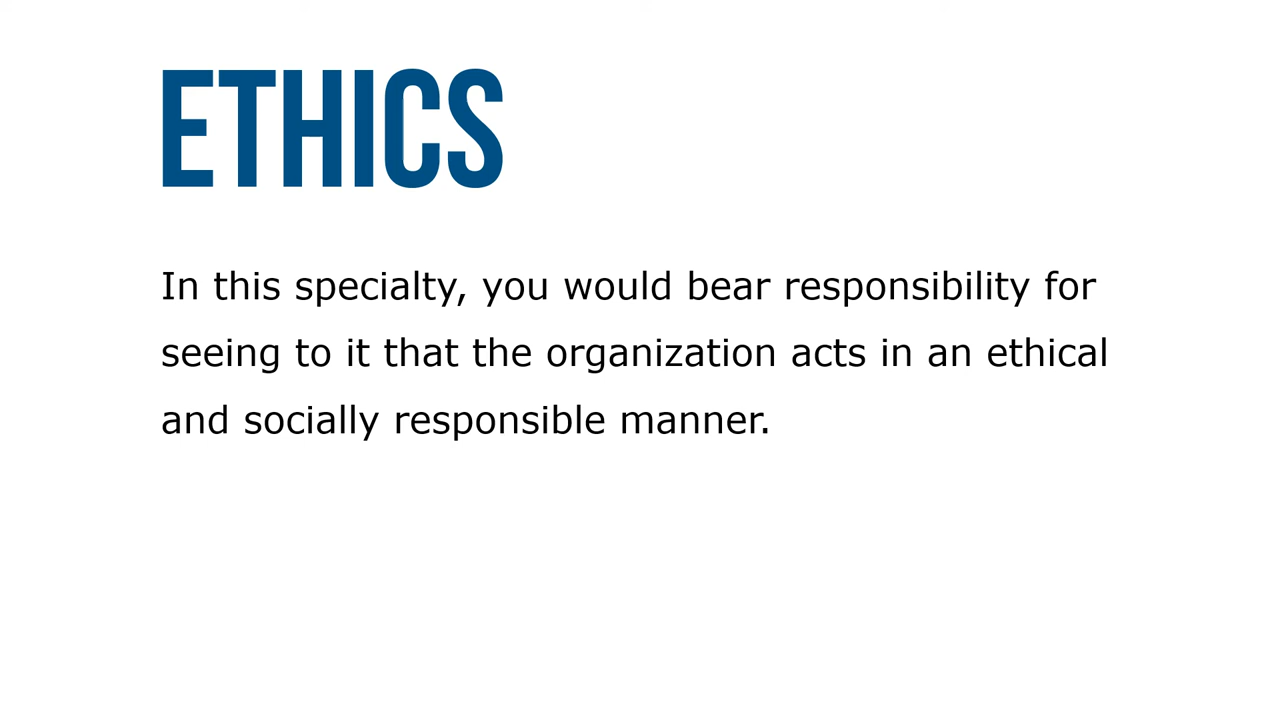 ETHICS
In this specialty, you would bear responsibility for
seeing to it that the organization acts in an ethical
and socially responsible manner.